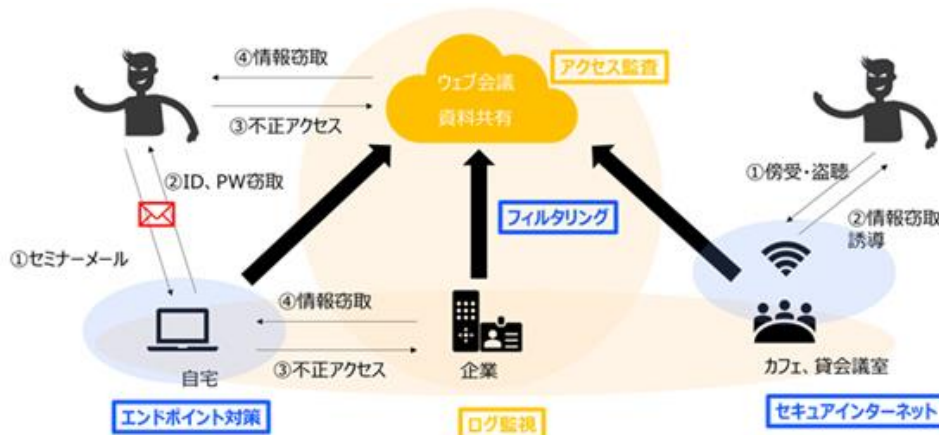 ④情報窃取
ウェブ会議
資料共有
アクセス監査
③不正アクセス
②ID、PW窃取
①傍受・盗聴
②情報窃取
誘導
フィルタリング
①セミナーメール
④情報窃取
③不正アクセス
自宅
企業
カフェ、貸会議室
エンドポイント対策
ログ監視
セキュアインターネット